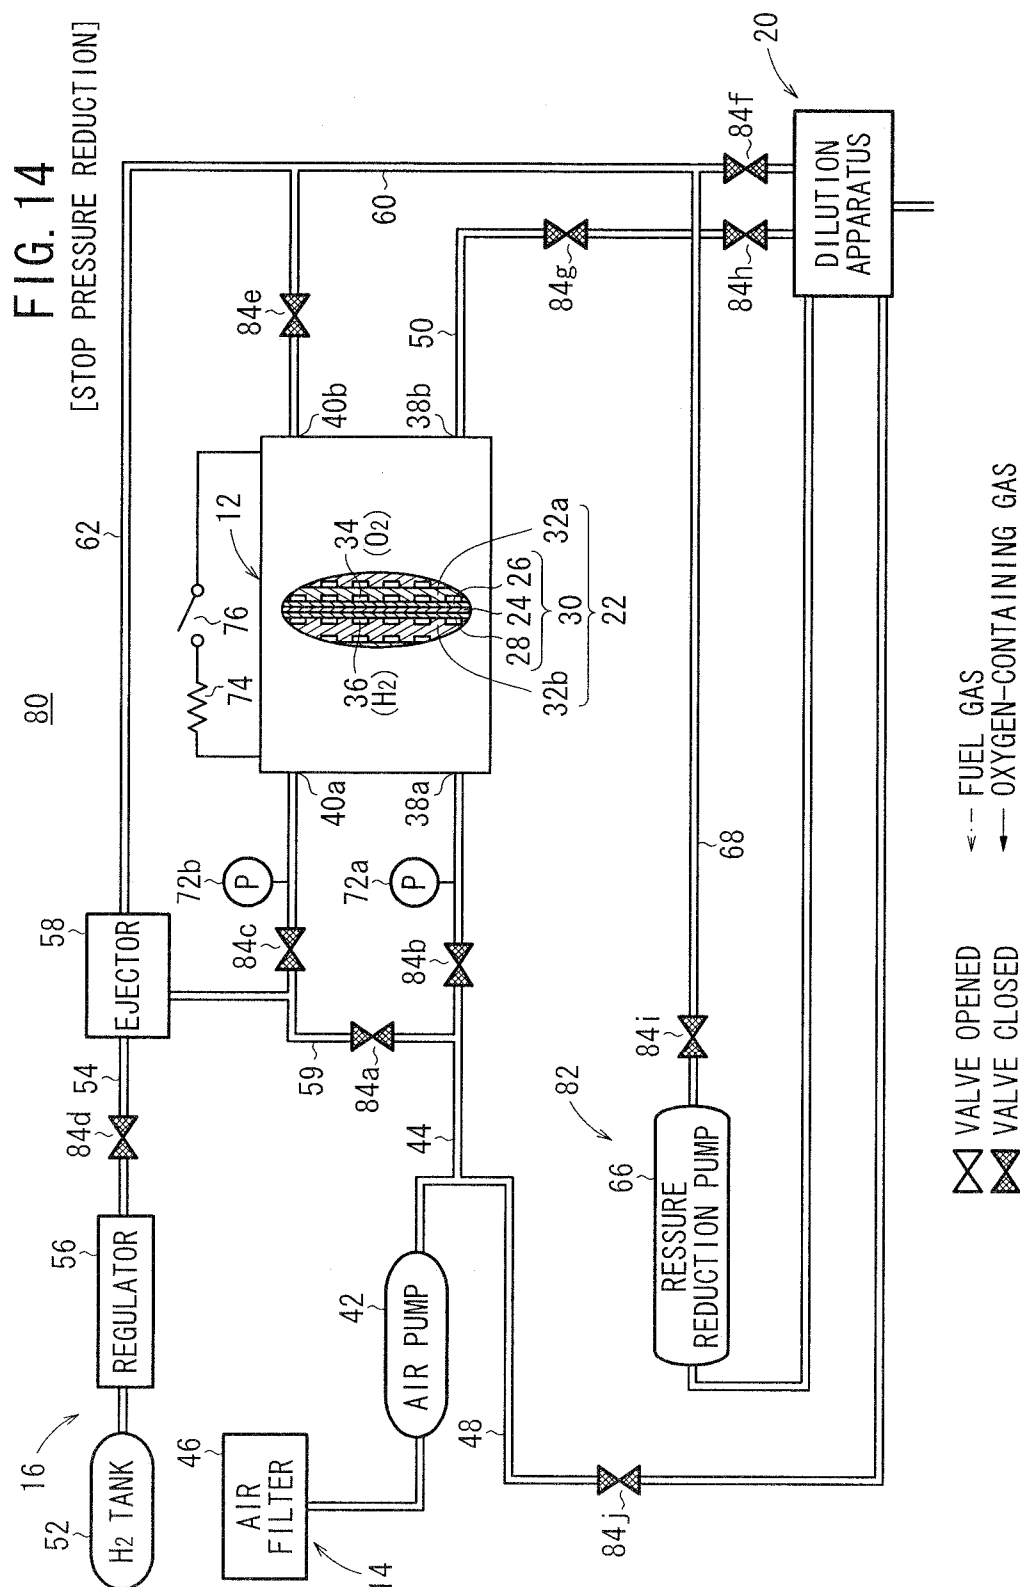 FIG.14
[STOP PRESSURE REDUCTION]
80
62
60
20
84e
84f
84g
84h
50
DILUTION
APPARATUS
76
74
12
40b
38b
34
(O2)
36
(H2)
32a
26
24
28
30
22
32b
40a
38a
72b
P
72a
P
58
EJECTOR
84c
84b
54
59
84a
84d
44
68
84i
82
66
RESSURE
REDUCTION PUMP
56
REGULATOR
42
AIR PUMP
16
52
H2 TANK
46
AIR
FILTER
14
48
84j
VALVE OPENED
VALVE CLOSED
FUEL GAS
OXYGEN-CONTAINING GAS